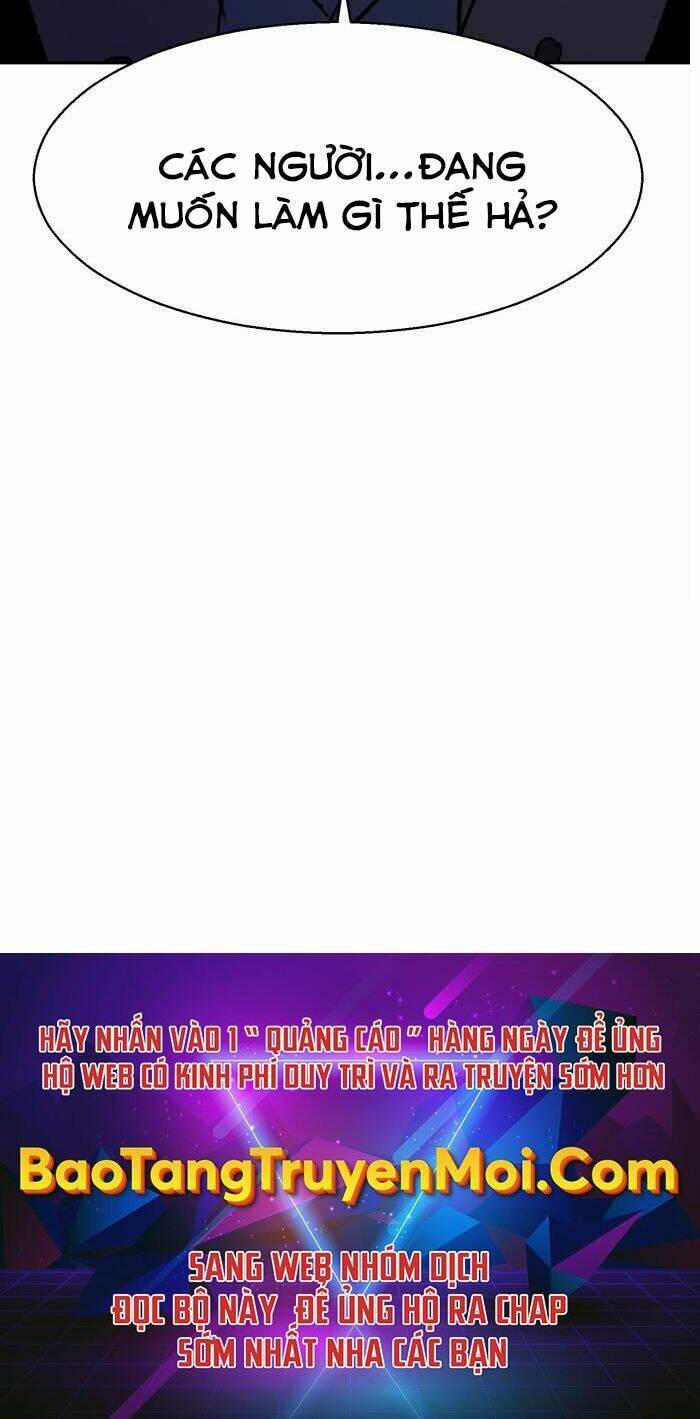 CÁC NGƯỜI...ĐANG
MUỐN LÀM GÌ THẾ HẢ?
HÃY NHẤN VÀO 1 " QUẢNG CÁO " HÀNG NGÀY ĐỂ ỦNG
HỘ WEB CÓ KINH PHÍ DUY TRÌ VÀ RA TRUYỆN SỚM HƠN
BaoTangTruyenMoi.Com
SANG WEB NHÓM DỊCH
ĐỌC BỘ NÀY ĐỂ ỦNG HỘ RA CHAP
SỚM NHẤT NHA CÁC BẠN